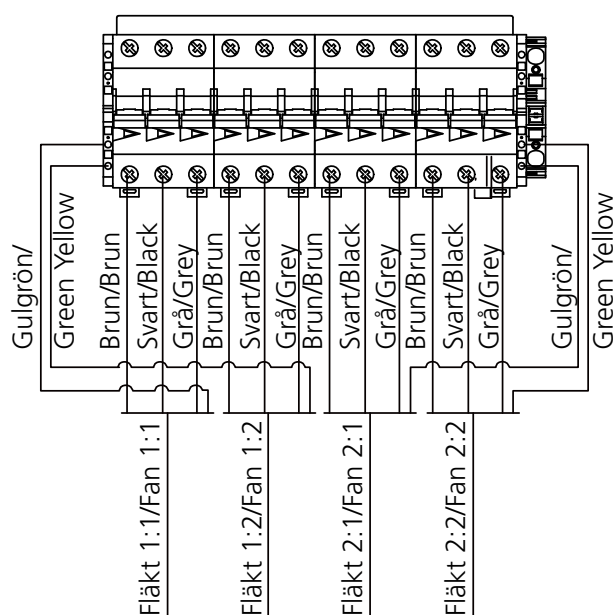 Gulgrön/
Green Yellow
Brun/Brun
Svart/Black
Grå/Grey
Brun/Brun
Svart/Black
Grå/Grey
Brun/Brun
Svart/Black
Grå/Grey
Brun/Brun
Svart/Black
Grå/Grey
Gulgrön/
Green Yellow
Fläkt 1:1/Fan 1:1
Fläkt 1:2/Fan 1:2
Fläkt 2:1/Fan 2:1
Fläkt 2:2/Fan 2:2